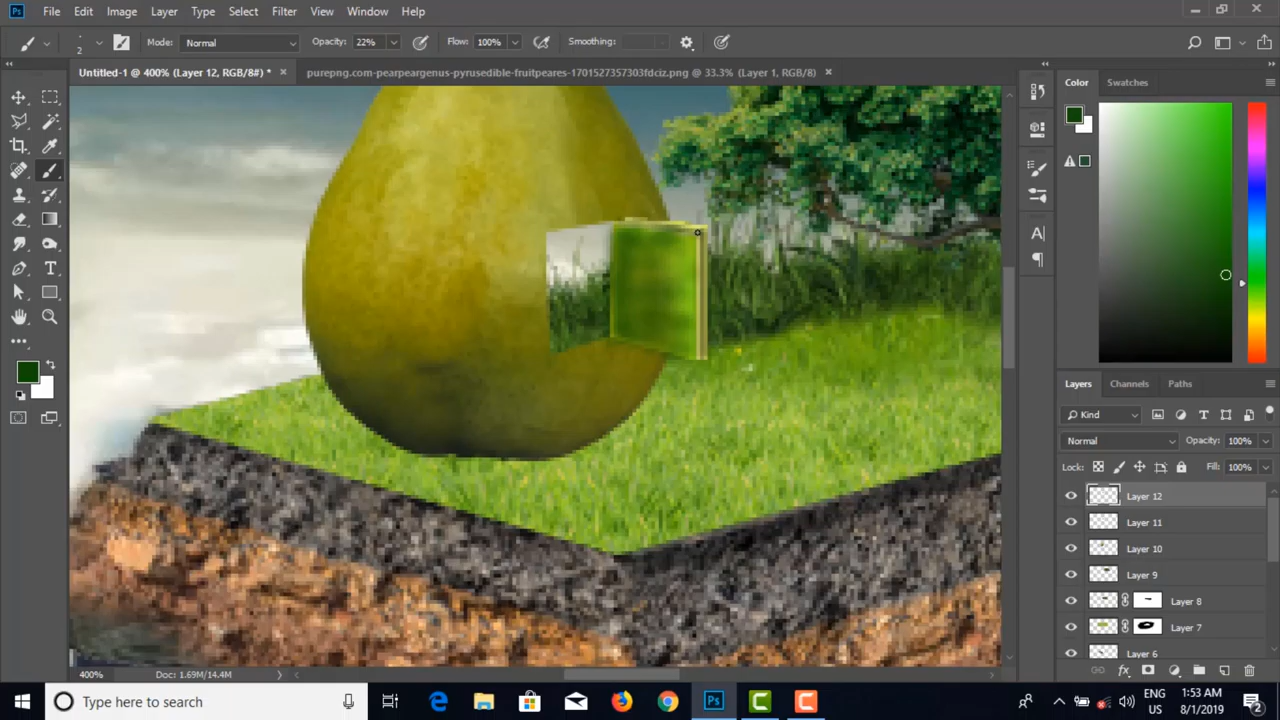 Ps File Edit Image Layer Type Select Filter View Window Help
2 Mode: Normal Opacity: 22% Flow: 100% Smoothing:
Untitled-1 @ 400% (Layer 12, RGB/8#) * × purepng.com-pearpeargenus-pyrusedible-fruitpeares-1701527357303fdciz.png @ 33.3% (Layer 1, RGB/8) ×
Color Swatches
Layers Channels Paths
Kind
Normal Opacity: 100%
Lock: Fill: 100%
Layer 12
Layer 11
Layer 10
Layer 9
Layer 8
Layer 7
Layer 6
400% Doc: 1.69M/14.4M
Type here to search
Ps
ENG
US
1:53 AM
8/1/2019
2